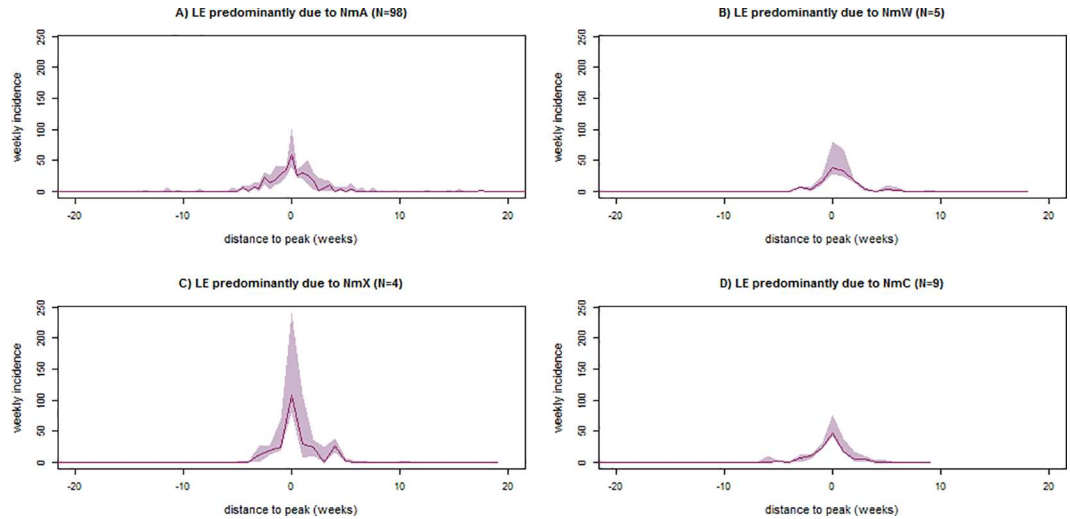 A) LE predominantly due to NmA (N=98)
weekly incidence
0 50 100 150 200 250
-20 -10 0 10 20
distance to peak (weeks)
B) LE predominantly due to NmW (N=5)
weekly incidence
0 50 100 150 200 250
-20 -10 0 10 20
distance to peak (weeks)
C) LE predominantly due to NmX (N=4)
weekly incidence
0 50 100 150 200 250
-20 -10 0 10 20
distance to peak (weeks)
D) LE predominantly due to NmC (N=9)
weekly incidence
0 50 100 150 200 250
-20 -10 0 10 20
distance to peak (weeks)